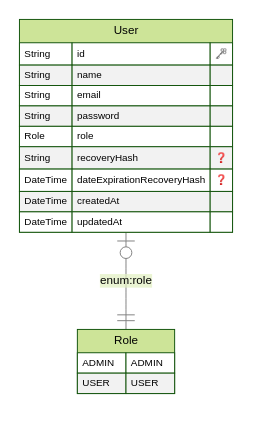 User
String id
String name
String email
String password
Role role
String recoveryHash ❓
DateTime dateExpirationRecoveryHash ❓
DateTime createdAt
DateTime updatedAt
enum:role
Role
ADMIN ADMIN
USER USER